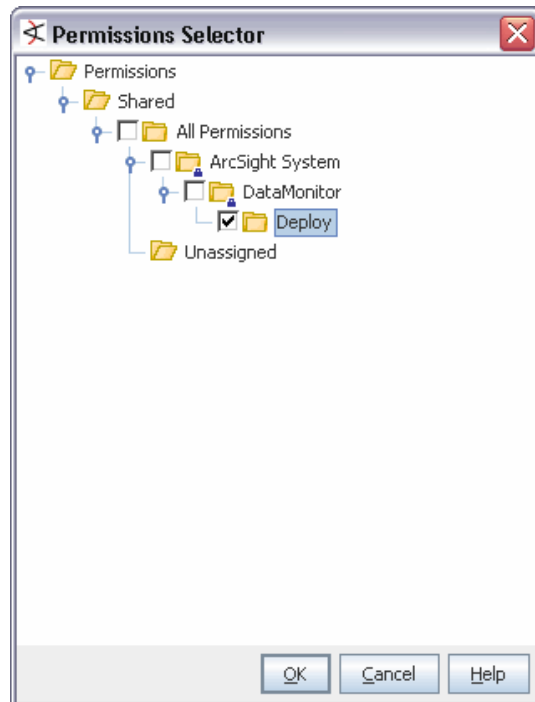 Permissions Selector
Permissions
Shared
All Permissions
ArcSight System
DataMonitor
Deploy
Unassigned
OK Cancel Help